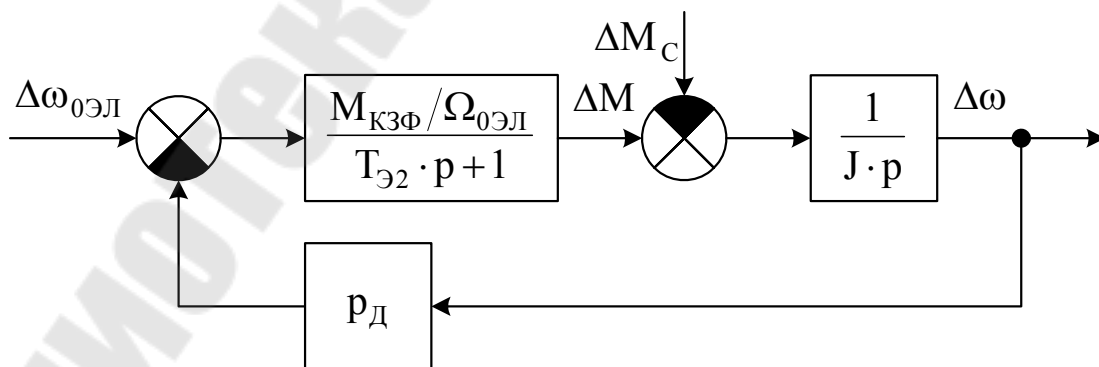 ΔM_C
Δω_0ЭЛ
M_КЗФ/Ω_0ЭЛ
T_Э2 · p + 1
ΔM
1
J · p
Δω
p_Д